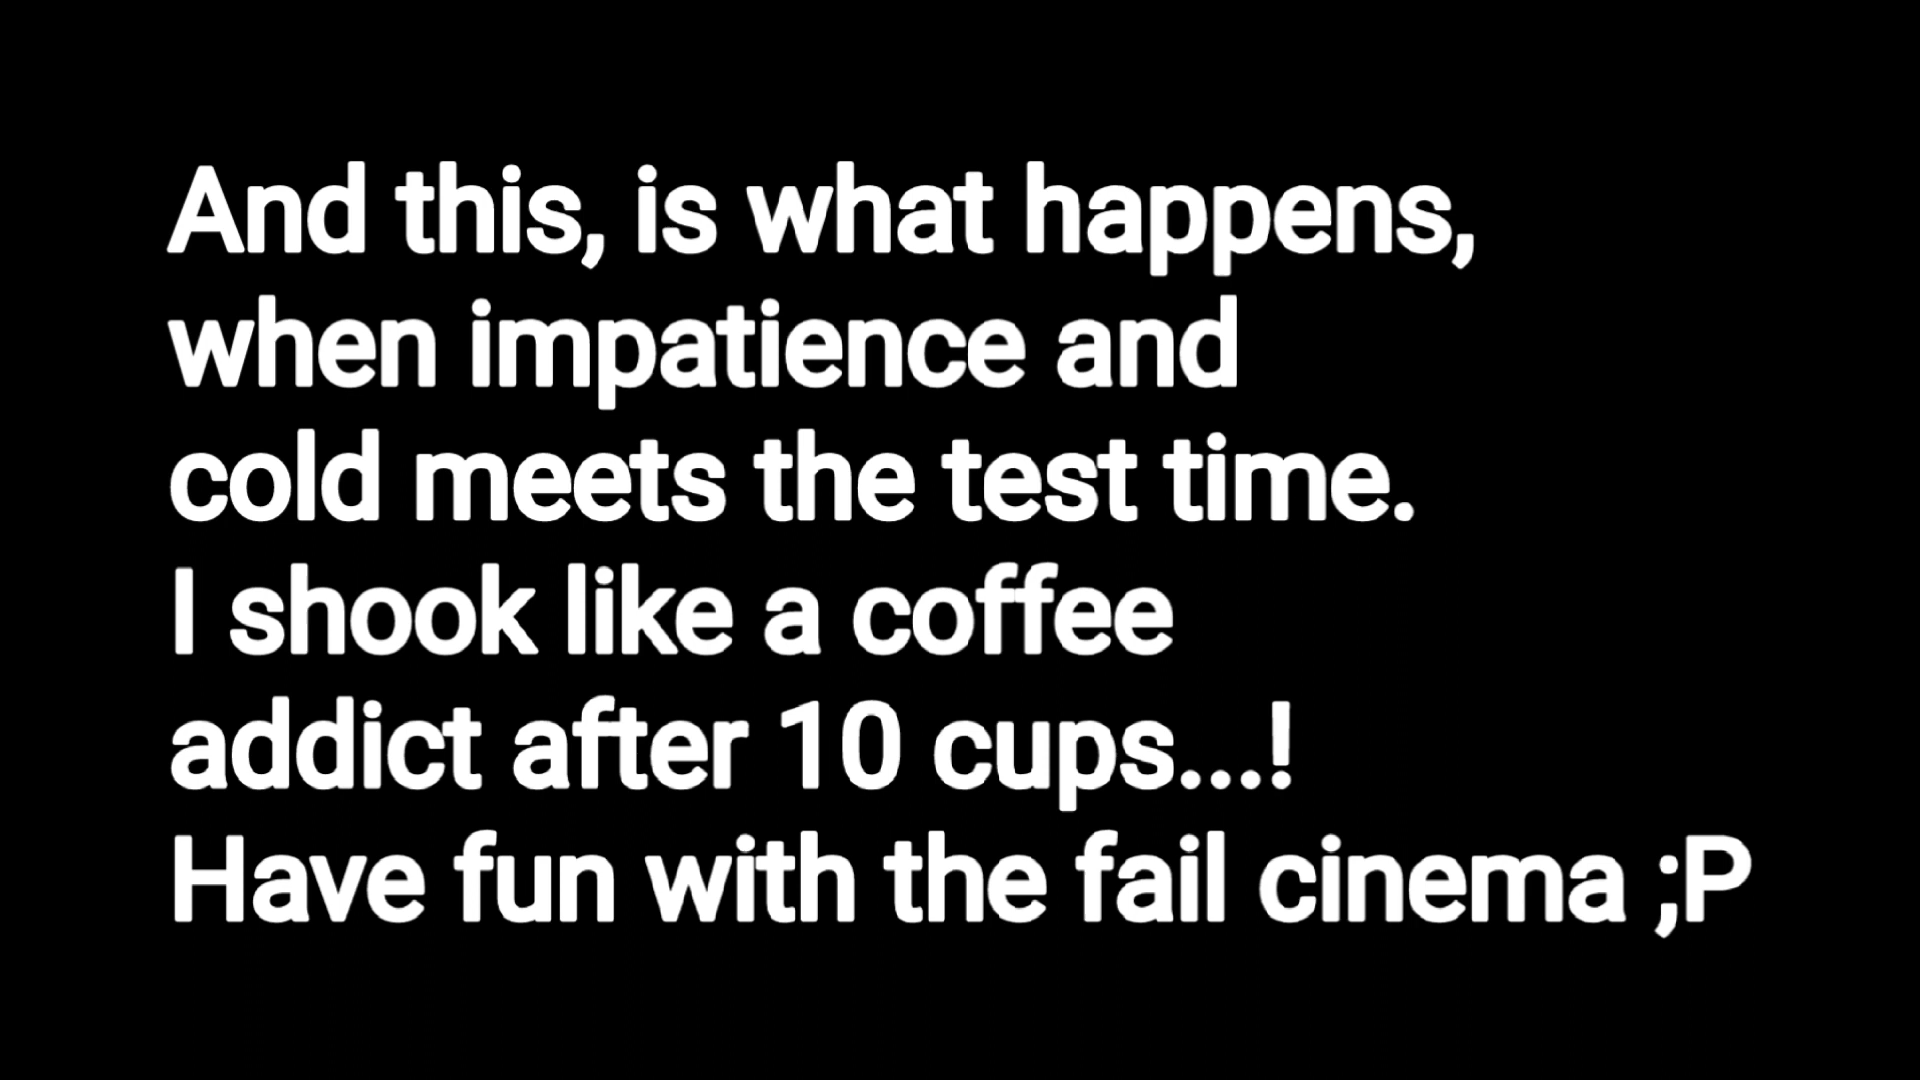 And this, is what happens,
when impatience and
cold meets the test time.
I shook like a coffee
addict after 10 cups...!
Have fun with the fail cinema ;P